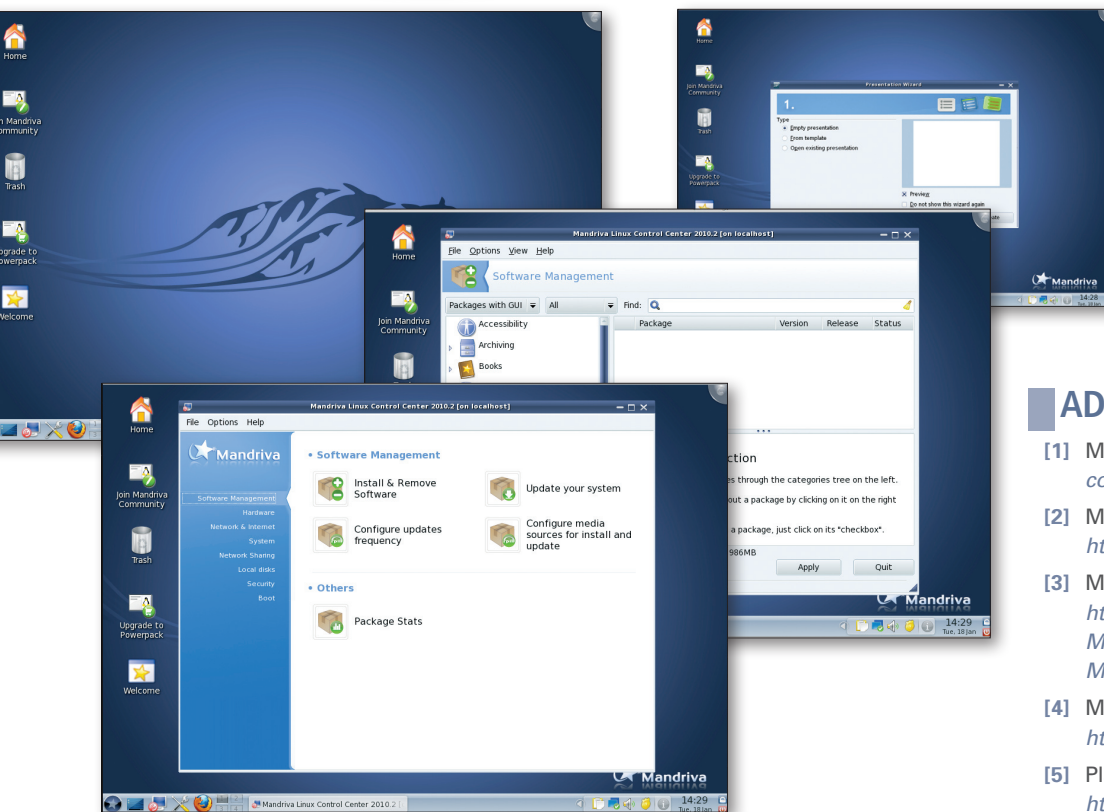 Home
Mandriva
Trash
Powerpack
Welcome
Home
Join Mandriva
Community
Trash
Upgrade to
Powerpack
Presentation Wizard
1.
Type
Empty presentation
From template
Open existing presentation
Preview
Do not show this wizard again
Mandriva
14:28
Home
Join Mandriva
Community
Mandriva Linux Control Center 2010.2 [on localhost]
File Options View Help
Software Management
Packages with GUI All Find:
Accessibility
Archiving
Books
Package Version Release Status
through the categories tree on the left.
a package by clicking on it on the right
a package, just click on its "checkbox".
986MB
Apply Quit
Mandriva
14:29
Tue, 18 Jan
Home
Join Mandriva
Community
Trash
Upgrade to
Powerpack
Welcome
Mandriva Linux Control Center 2010.2 [on localhost]
File Options Help
Mandriva
Software Management
Hardware
Network & Internet
System
Network Sharing
Local disks
Security
Boot
• Software Management
Install & Remove
Software
Update your system
Configure updates
frequency
Configure media
sources for install and
update
• Others
Package Stats
Mandriva
Mandriva Linux Control Center 2010.2
14:29
Tue, 18 Jan
AD
[1] M
co
[2] M
ht
[3] M
ht
M
M
[4] M
ht
[5] Pl
ht